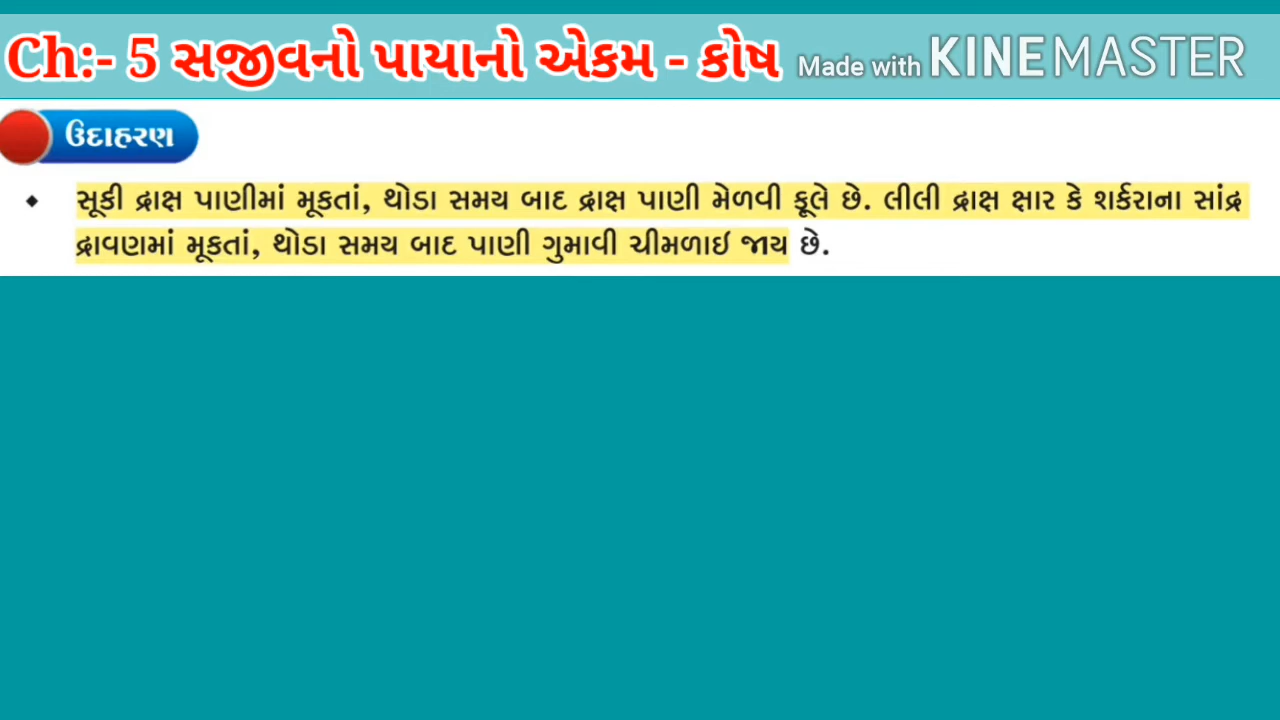 Ch:- 5 સજીવનો પાયાનો એકમ - કોષ
Made with KINEMASTER
ઉદાહરણ
◆ સૂકી દ્રાક્ષ પાણીમાં મૂકતાં, થોડા સમય બાદ દ્રાક્ષ પાણી મેળવી ફૂલે છે. લીલી દ્રાક્ષ ક્ષાર કે શર્કરાના સાંદ્ર
દ્રાવણમાં મૂકતાં, થોડા સમય બાદ પાણી ગુમાવી ચીમળાઇ જાય છે.